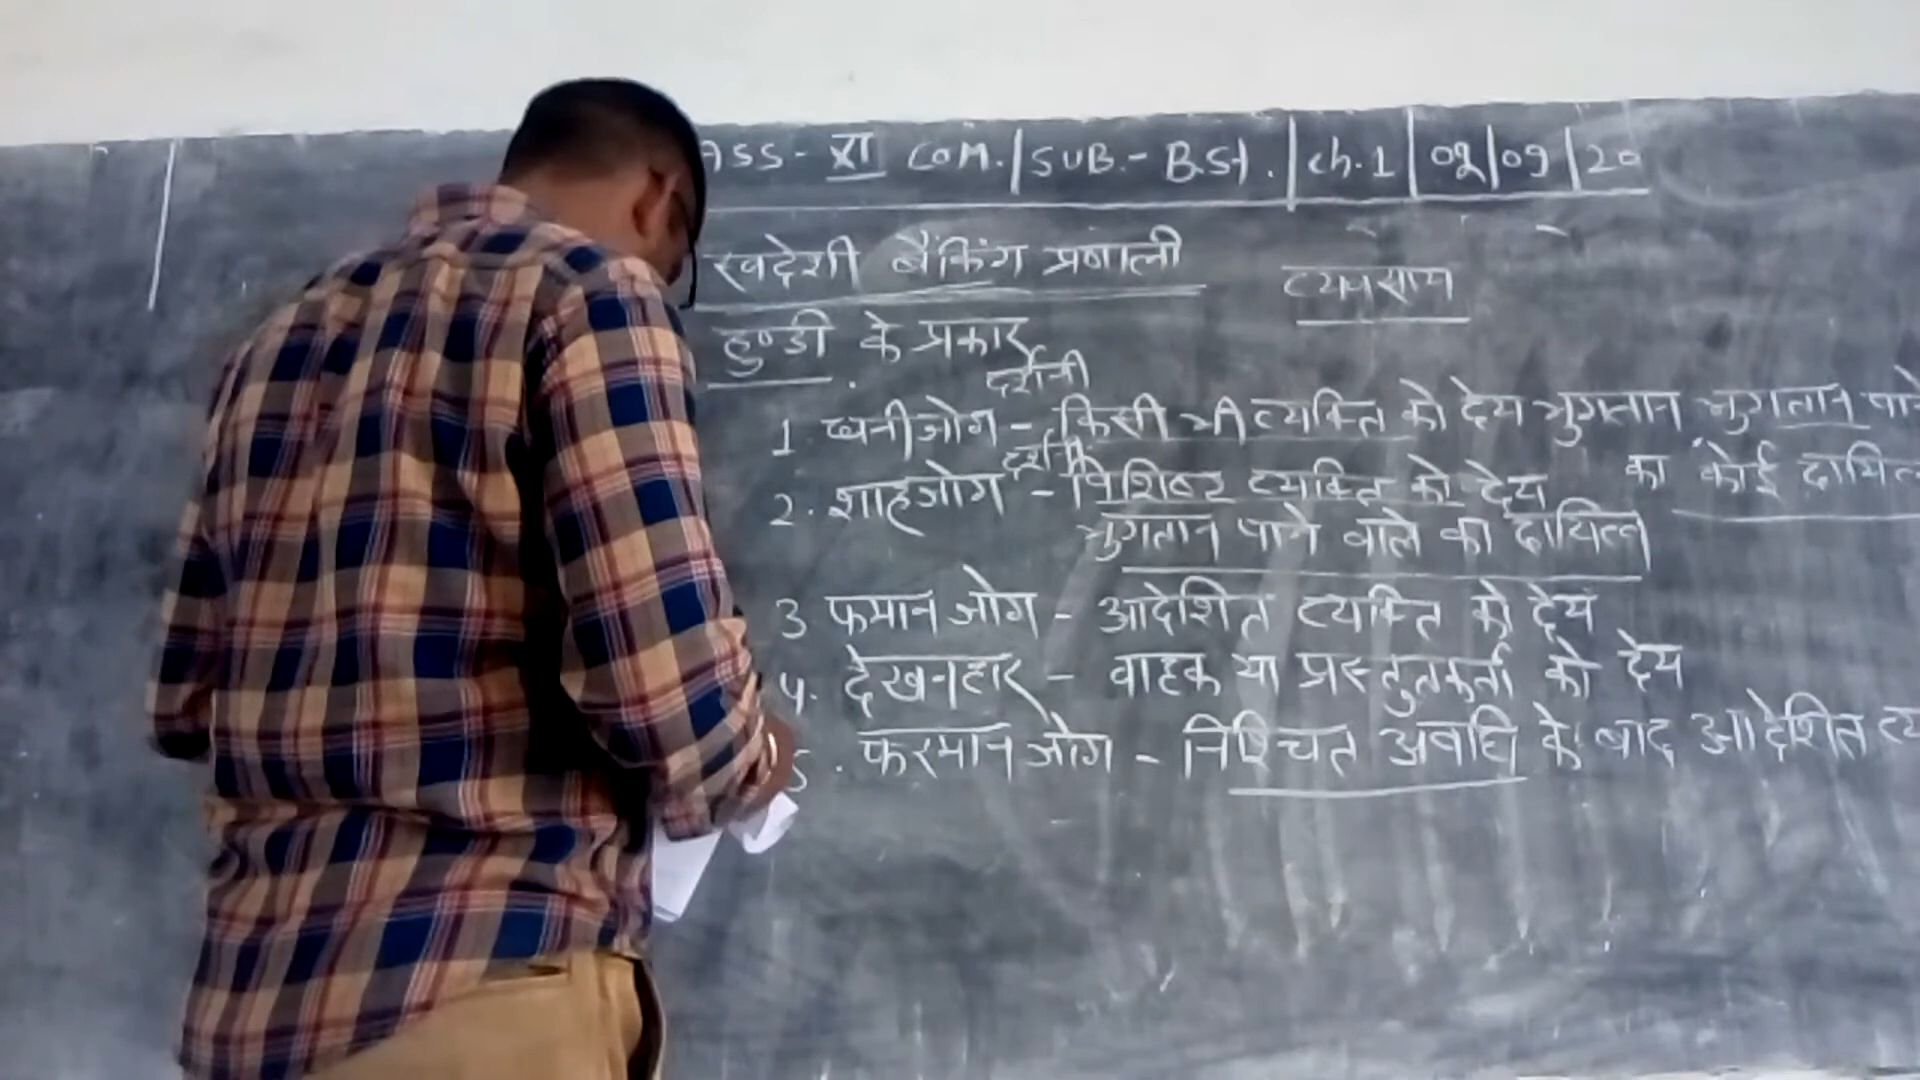 ASS - XI COM. | SUB. - B.St. | Ch. 1 | 02 | 09 | 20
स्वदेशी बैंकिंग प्रणाली
व्यवसाय
हुण्डी के प्रकार
दर्शनी
1. धनीजोग - किसी भी व्यक्ति को देय भुगतान भुगतान पाने
का कोई दायित्व
दर्शनी
2. शाहजोग - विशिष्ट व्यक्ति को देय
भुगतान पाने वाले का दायित्व
3 फमान जोग - आदेशित व्यक्ति को देय
4. देखनहार - वाहक या प्रस्तुतकर्ता को देय
5. फरमान जोग - निश्चित अवधि के बाद आदेशित व्य